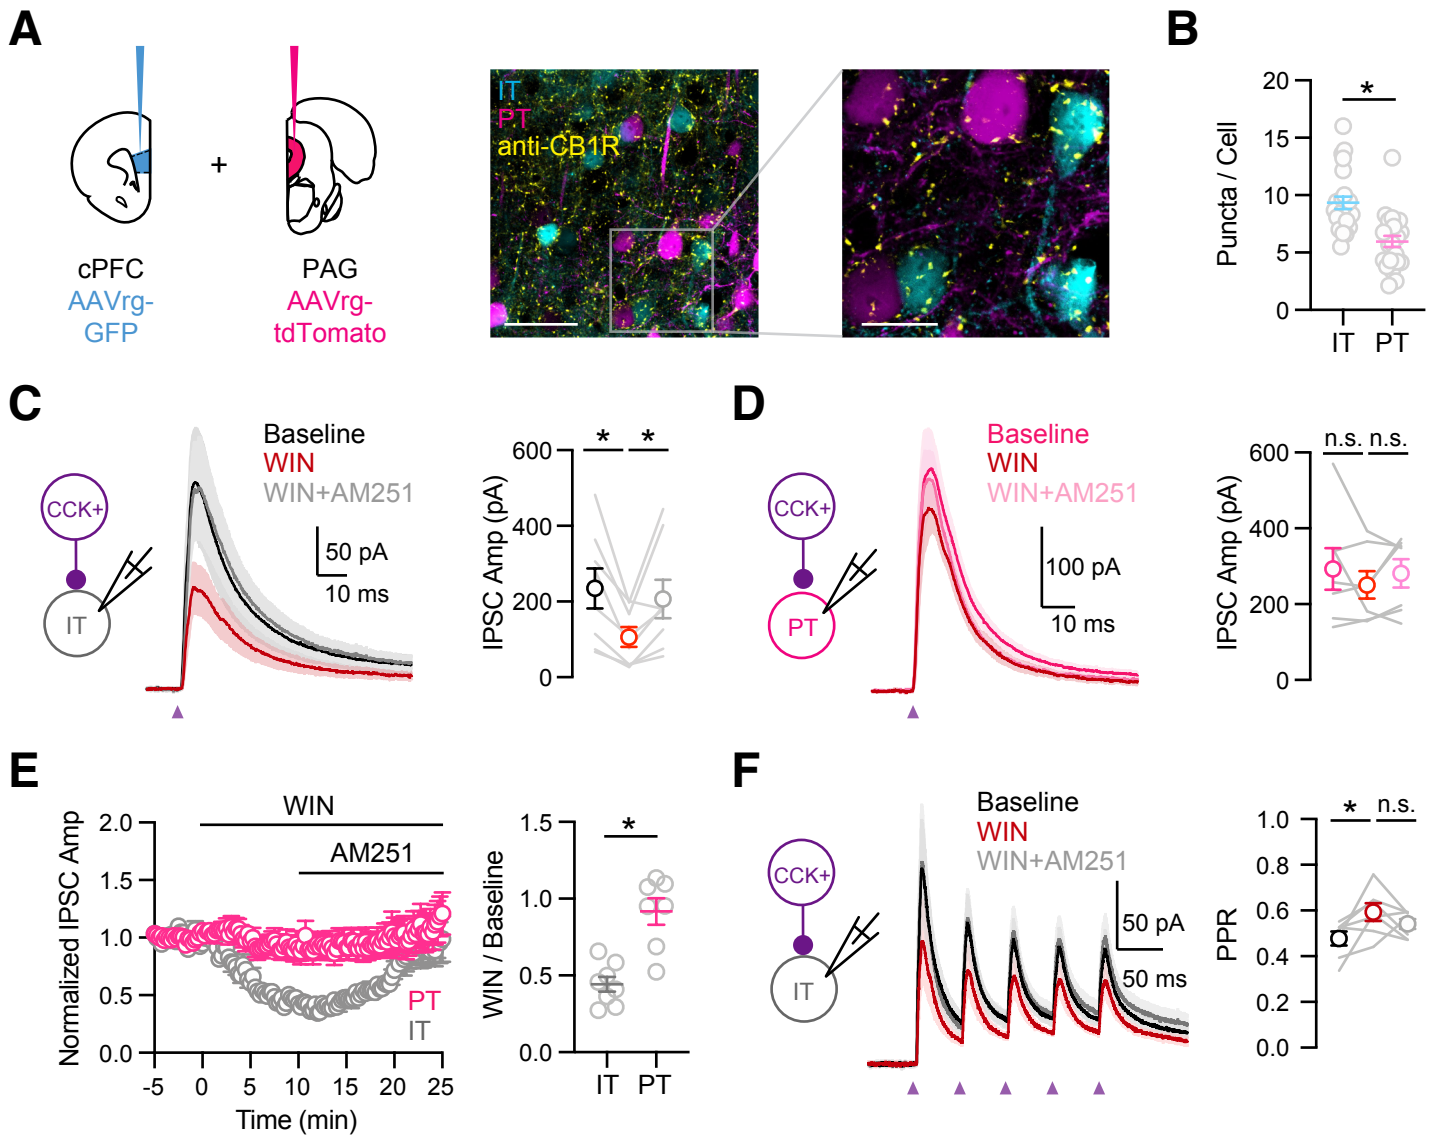 A
cPFC
AAVrg-
GFP
+
PAG
AAVrg-
tdTomato
IT
PT
anti-CB1R
B
Puncta / Cell
20
15
10
5
0
*
IT PT
C
CCK+
IT
Baseline
WIN
WIN+AM251
50 pA
10 ms
IPSC Amp (pA)
600
400
200
0
* *
D
CCK+
PT
Baseline
WIN
WIN+AM251
100 pA
10 ms
IPSC Amp (pA)
600
400
200
0
n.s. n.s.
E
Normalized IPSC Amp
2.0
1.5
1.0
0.5
0.0
WIN
AM251
PT
IT
-5 0 5 10 15 20 25
Time (min)
WIN / Baseline
1.5
1.0
0.5
0.0
*
IT PT
F
CCK+
IT
Baseline
WIN
WIN+AM251
50 pA
50 ms
PPR
1.0
0.8
0.6
0.4
0.2
0.0
* n.s.